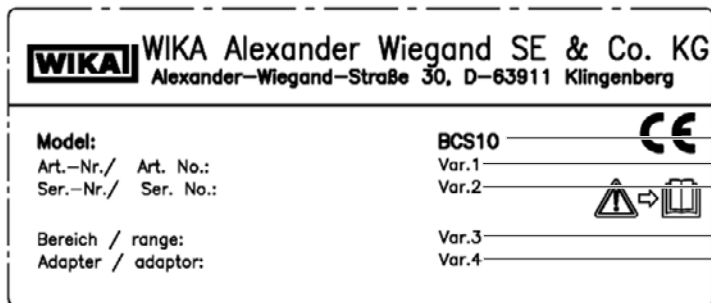 WIKA
WIKA Alexander Wiegand SE & Co. KG
Alexander-Wiegand-Straße 30, D-63911 Klingenberg
Model: BCS10 CE
Art.-Nr./ Art. No.: Var.1
Ser.-Nr./ Ser. No.: Var.2
Bereich / range: Var.3
Adapter / adaptor: Var.4